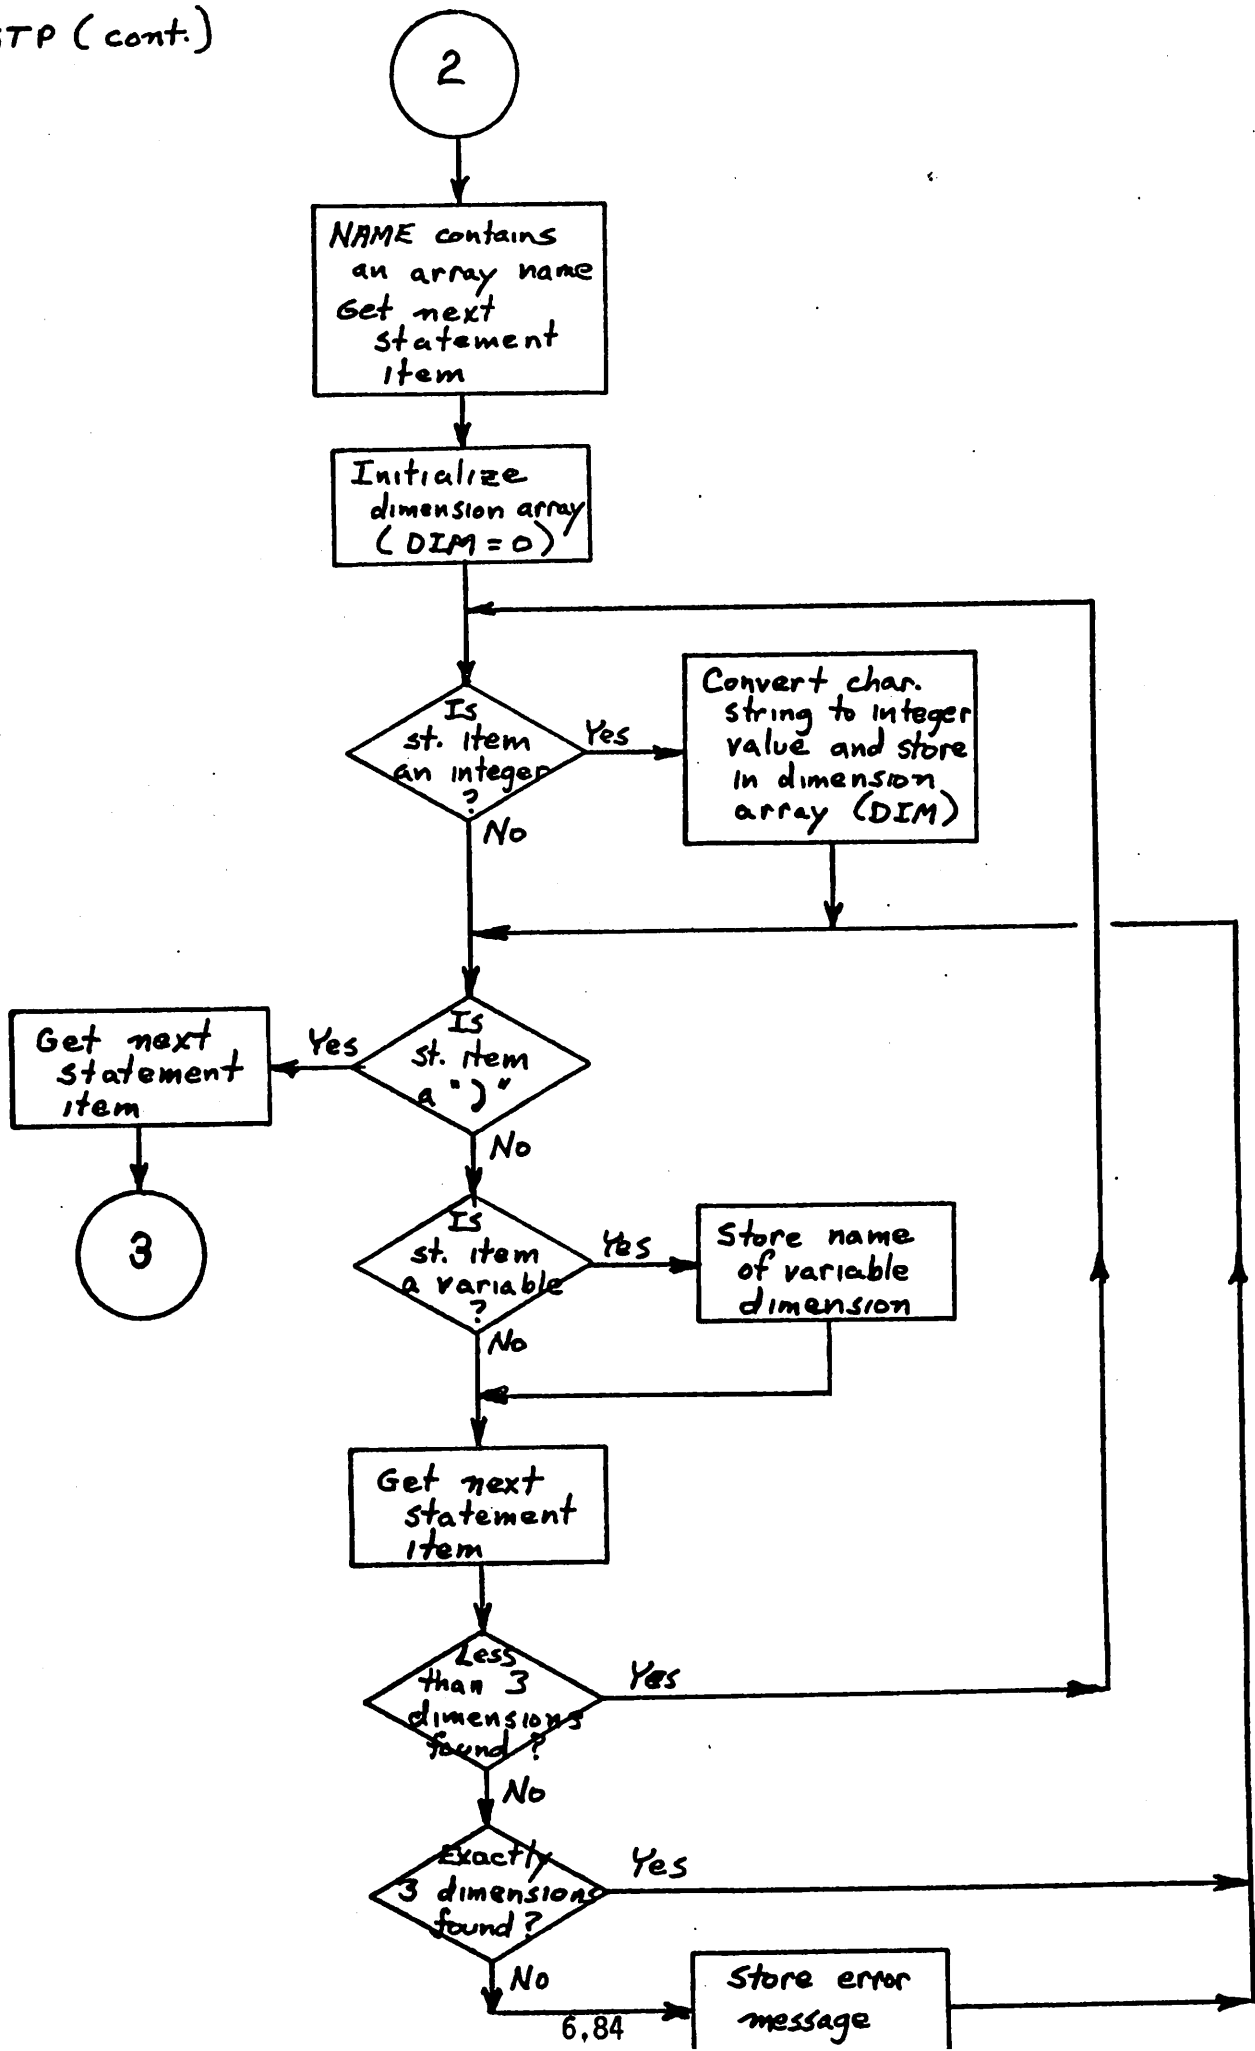 (cont.)
2
NAME contains
an array name
Get next
statement
item
Initialize
dimension array
(DIM = 0)
Is
st. item
an integer
?
Yes
No
Convert char.
string to integer
value and store
in dimension
array (DIM)
Is
st. item
a ")"
Yes
No
Get next
statement
item
3
Is
st. item
a variable
?
Yes
No
Store name
of variable
dimension
Get next
statement
item
Less
than 3
dimensions
found?
Yes
No
Exactly
3 dimensions
found?
Yes
No
6.84
Store error
message